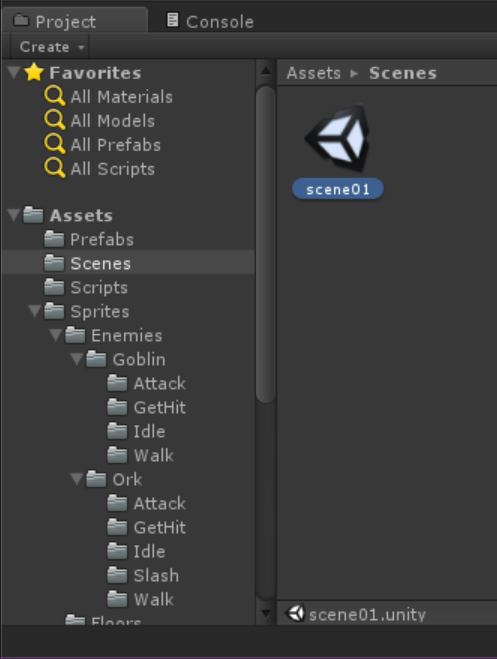 Project
Console
Create
Favorites
All Materials
All Models
All Prefabs
All Scripts
Assets
Prefabs
Scenes
Scripts
Sprites
Enemies
Goblin
Attack
GetHit
Idle
Walk
Ork
Attack
GetHit
Idle
Slash
Walk
Floors
Assets ▸ Scenes
scene01
scene01.unity